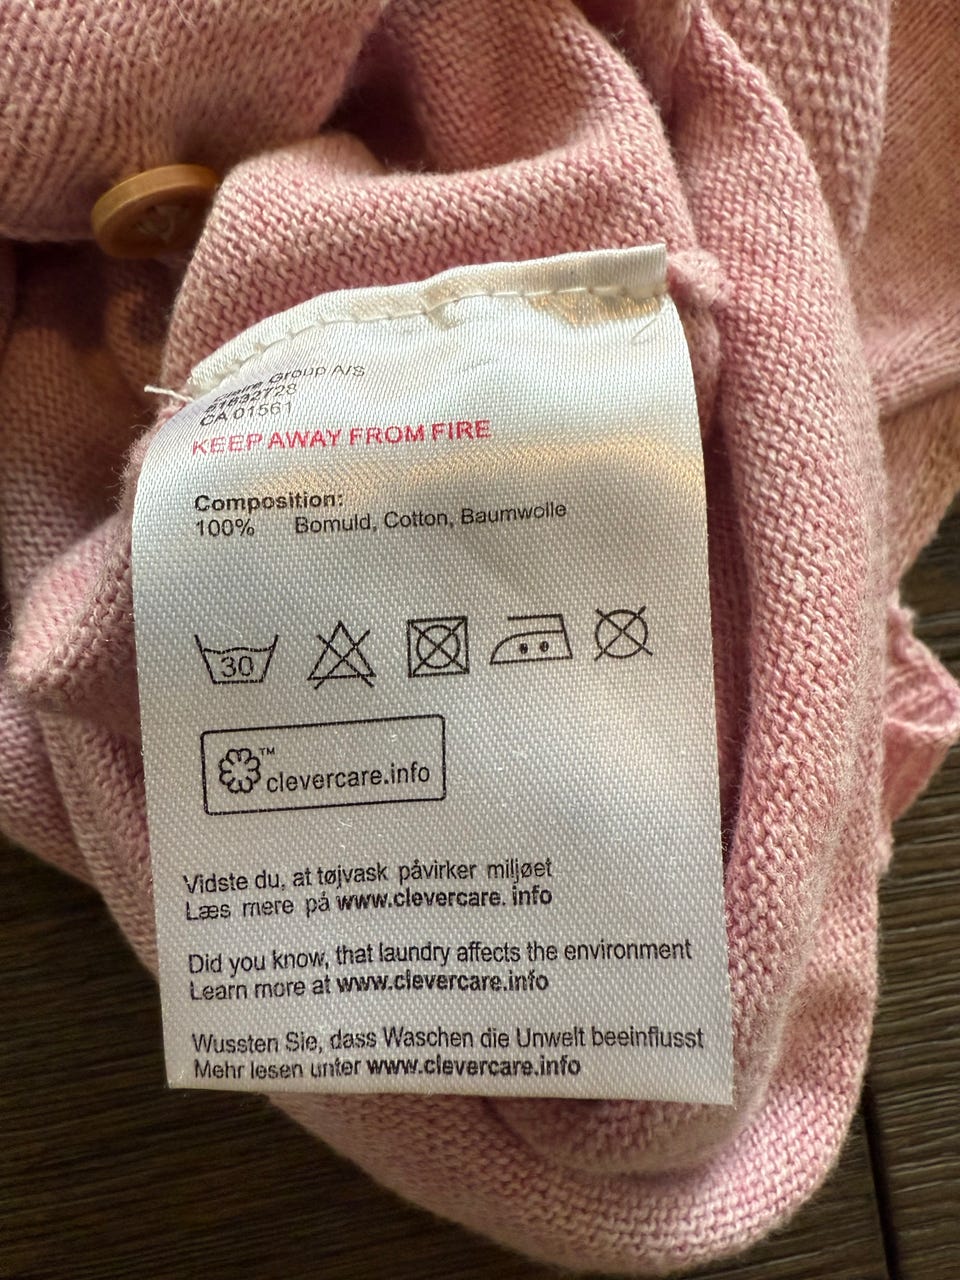 Claire Group A/S
CA 01561
KEEP AWAY FROM FIRE
Composition:
100% Bomuld, Cotton, Baumwolle
30
™
clevercare.info
Vidste du, at tøjvask påvirker miljøet
Læs mere på www.clevercare. info
Did you know, that laundry affects the environment
Learn more at www.clevercare.info
Wussten Sie, dass Waschen die Unwelt beeinflusst
Mehr lesen unter www.clevercare.info